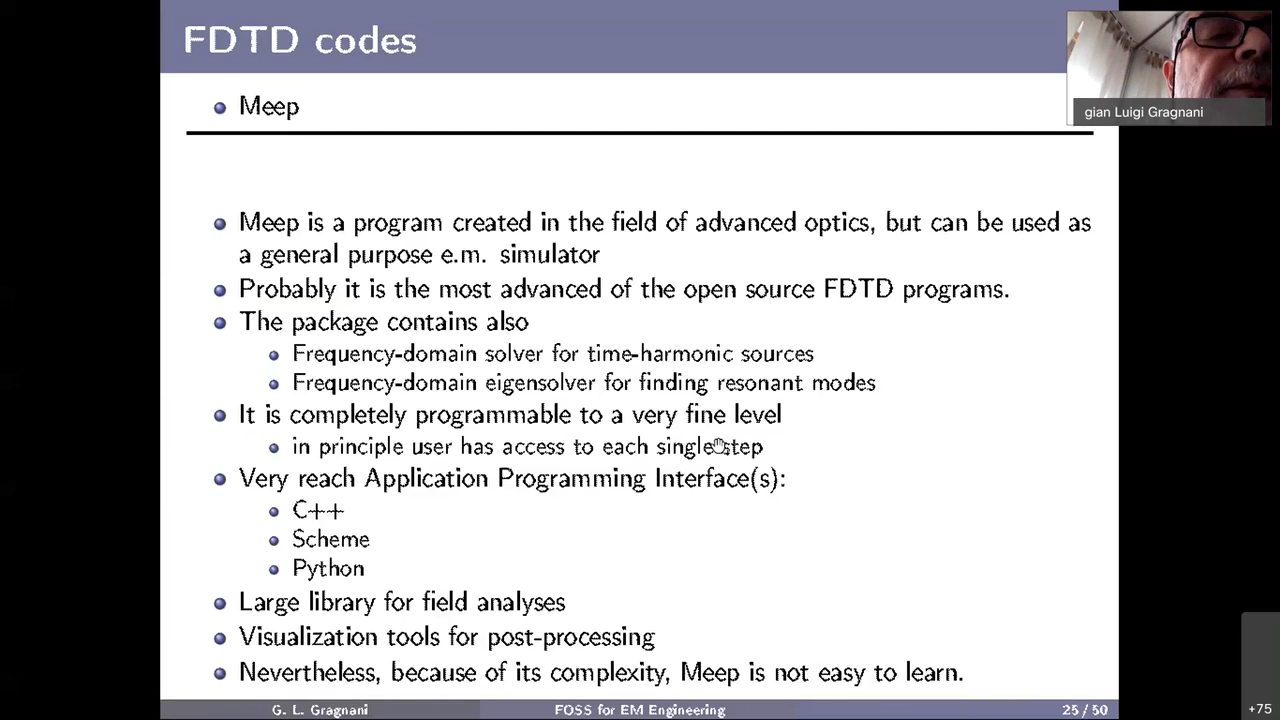 FDTD codes
gian Luigi Gragnani
Meep
Meep is a program created in the field of advanced optics, but can be used as
a general purpose e.m. simulator
Probably it is the most advanced of the open source FDTD programs.
The package contains also
Frequency-domain solver for time-harmonic sources
Frequency-domain eigensolver for finding resonant modes
It is completely programmable to a very fine level
in principle user has access to each single step
Very reach Application Programming Interface(s):
C++
Scheme
Python
Large library for field analyses
Visualization tools for post-processing
Nevertheless, because of its complexity, Meep is not easy to learn.
G. L. Gragnani FOSS for EM Engineering 25 / 50
+75